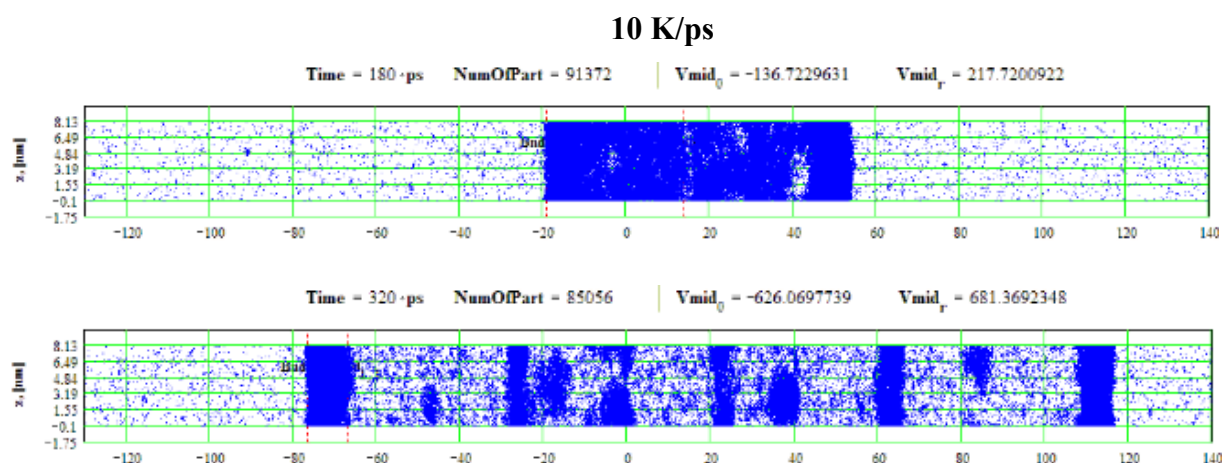 10 K/ps
Time = 180·ps NumOfPart = 91372 Vmid₀ = −136.7229631 Vmidᵣ = 217.7200922
8.13
6.49
4.84
3.19
1.55
−0.1
−1.75
z, [nm]
Bnd
−120 −100 −80 −60 −40 −20 0 20 40 60 80 100 120 140
Time = 320·ps NumOfPart = 85056 Vmid₀ = −626.0697739 Vmidᵣ = 681.3692348
8.13
6.49
4.84
3.19
1.55
−0.1
−1.75
z, [nm]
−120 −100 −80 −60 −40 −20 0 20 40 60 80 100 120 140